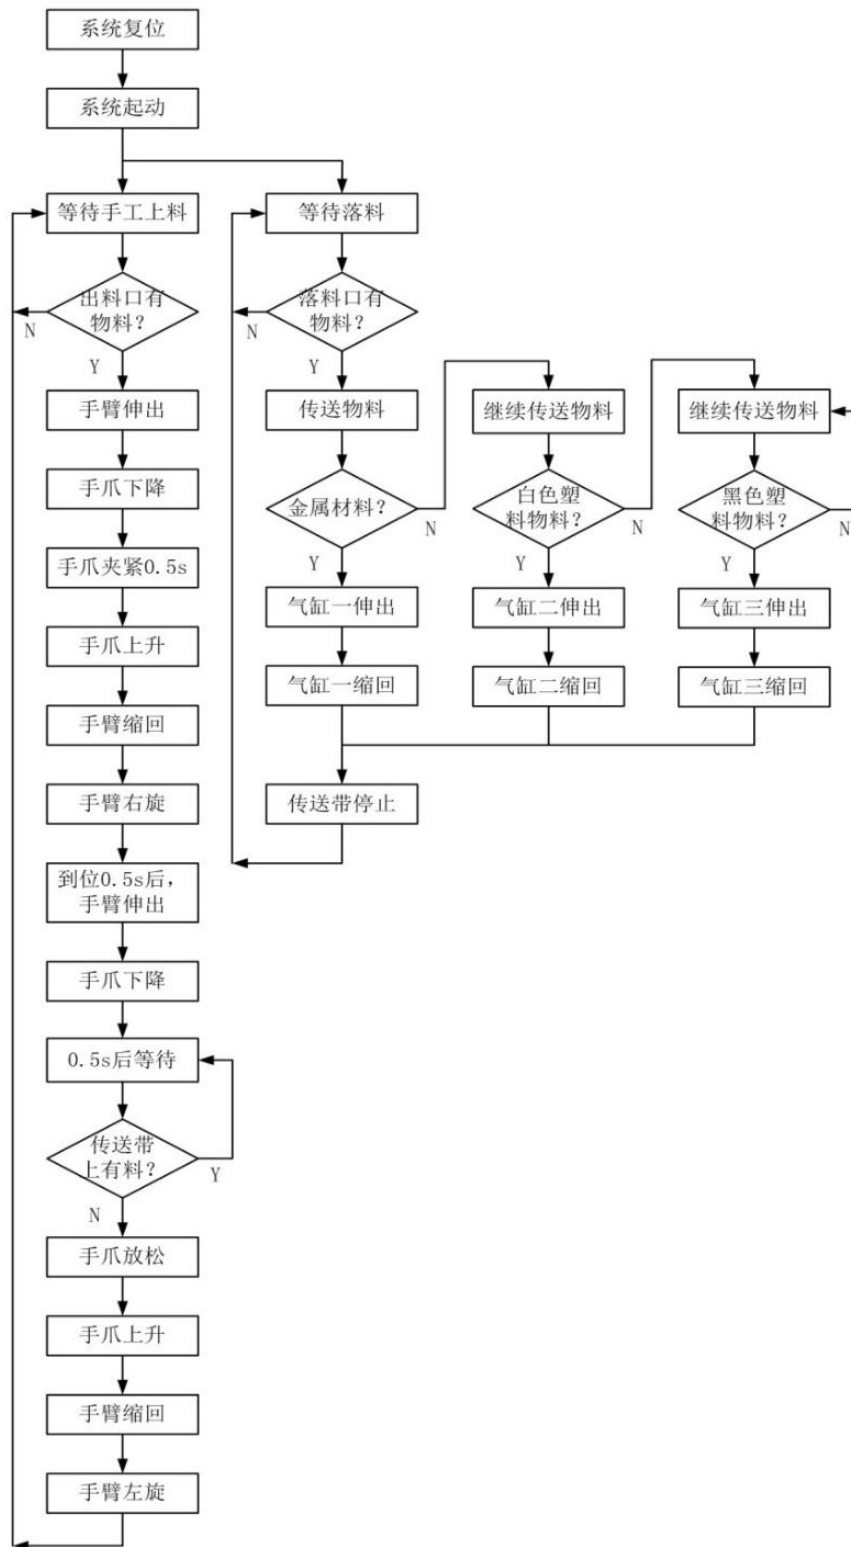 系统复位
系统起动
等待手工上料
出料口有
物料？
N
Y
手臂伸出
手爪下降
手爪夹紧0.5s
手爪上升
手臂缩回
手臂右旋
到位0.5s后，
手臂伸出
手爪下降
0.5s后等待
传送带
上有料？
Y
N
手爪放松
手爪上升
手臂缩回
手臂左旋
等待落料
落料口有
物料？
N
Y
传送物料
金属材料？
N
Y
气缸一伸出
气缸一缩回
传送带停止
继续传送物料
白色塑
料物料？
N
Y
气缸二伸出
气缸二缩回
继续传送物料
黑色塑
料物料？
N
Y
气缸三伸出
气缸三缩回